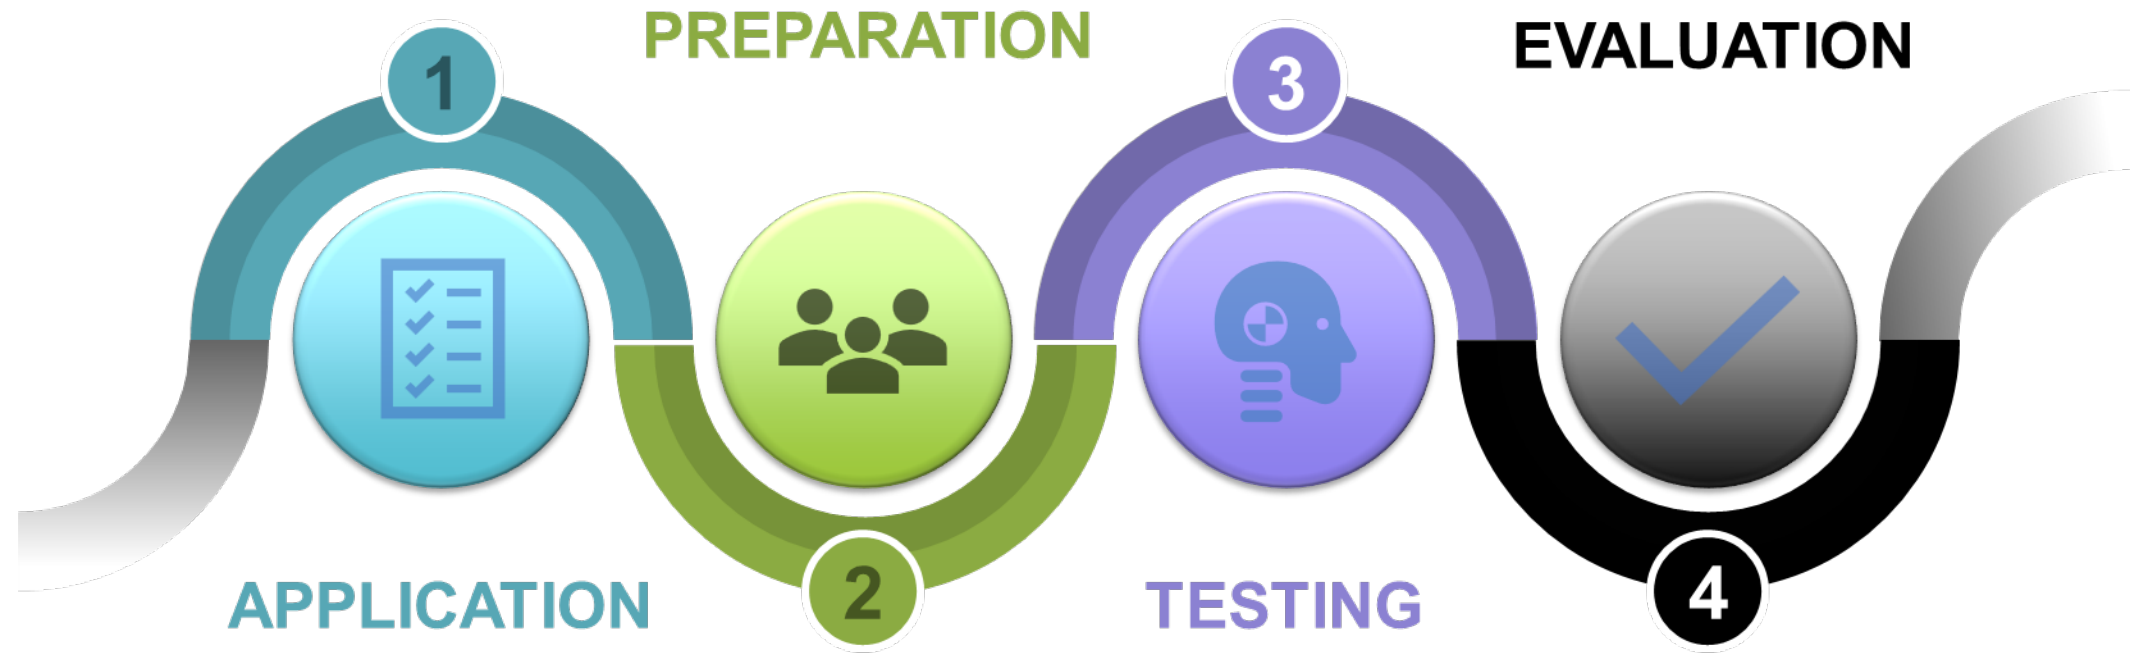 1
APPLICATION
PREPARATION
2
3
TESTING
EVALUATION
4